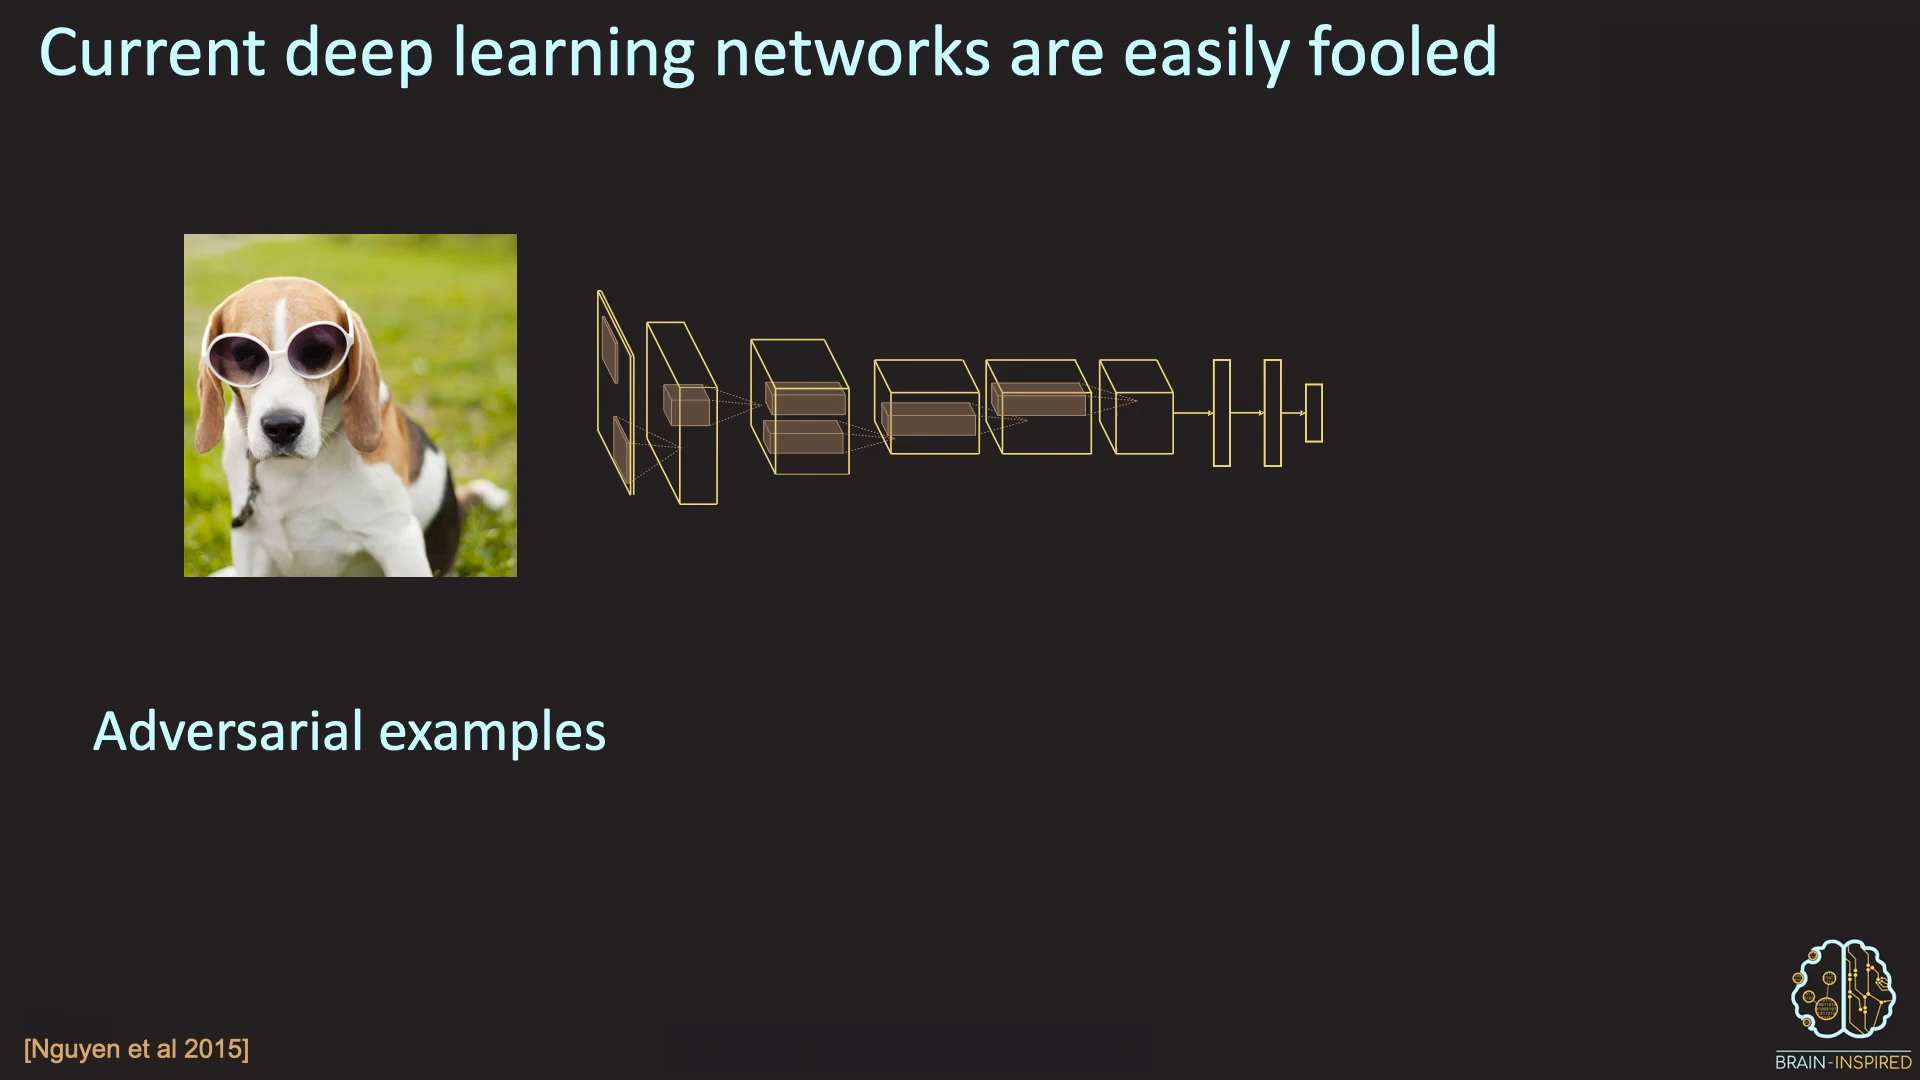 Current deep learning networks are easily fooled
Adversarial examples
[Nguyen et al 2015]
BRAIN-INSPIRED